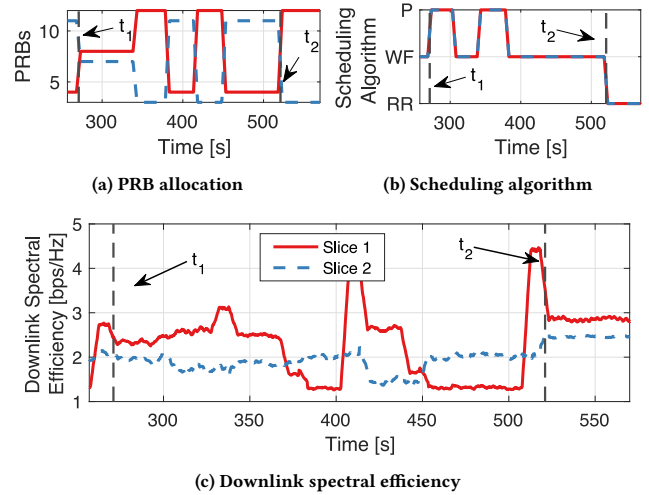 PRBs
10
5
t1
t2
300
400
500
Time [s]
(a) PRB allocation
Scheduling
Algorithm
P
WF
RR
t2
t1
300
400
500
Time [s]
(b) Scheduling algorithm
Downlink Spectral
Efficiency [bps/Hz]
5
4
3
2
1
t1
Slice 1
Slice 2
t2
300
350
400
450
500
550
Time [s]
(c) Downlink spectral efficiency